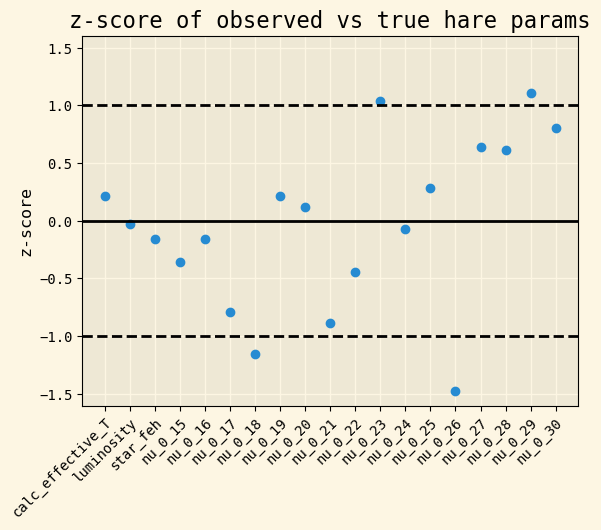 z-score of observed vs true hare params
z-score
1.5
1.0
0.5
0.0
−0.5
−1.0
−1.5
calc_effective_T
luminosity
star_feh
nu_0_15
nu_0_16
nu_0_17
nu_0_18
nu_0_19
nu_0_20
nu_0_21
nu_0_22
nu_0_23
nu_0_24
nu_0_25
nu_0_26
nu_0_27
nu_0_28
nu_0_29
nu_0_30